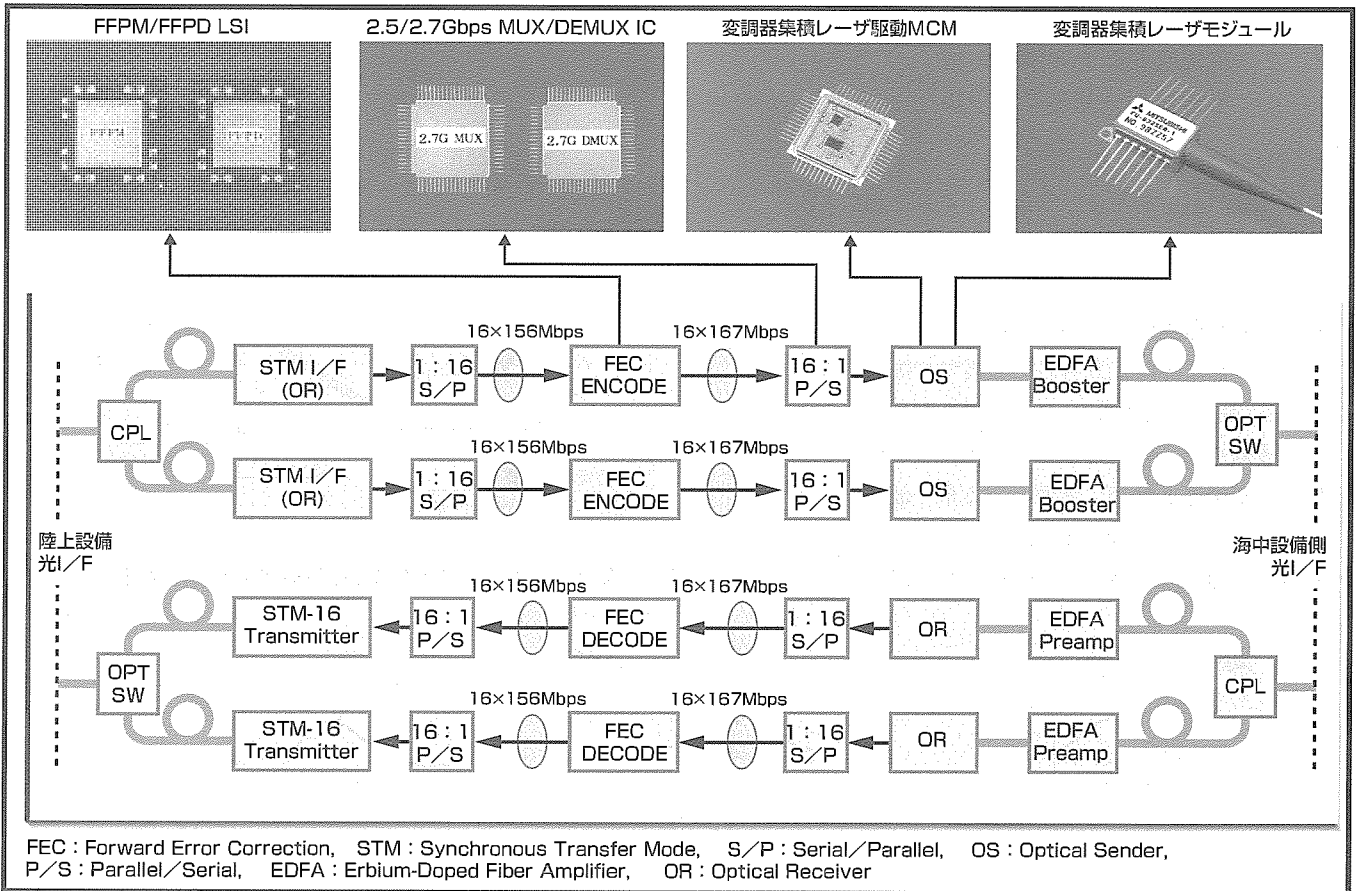 FFPM/FFPD LSI
2.5/2.7Gbps MUX/DEMUX IC
変調器集積レーザ駆動MCM
変調器集積レーザモジュール
FFPM
2.7G MUX
2.7G DMUX
MITSUBISHI
16×156Mbps
16×167Mbps
STM I/F
(OR)
1:16
S/P
FEC
ENCODE
16:1
P/S
OS
EDFA
Booster
CPL
OPT
SW
16×156Mbps
16×167Mbps
STM I/F
(OR)
1:16
S/P
FEC
ENCODE
16:1
P/S
OS
EDFA
Booster
陸上設備
光I/F
海中設備側
光I/F
16×156Mbps
16×167Mbps
STM-16
Transmitter
16:1
P/S
FEC
DECODE
1:16
S/P
OR
EDFA
Preamp
OPT
SW
CPL
16×156Mbps
16×167Mbps
STM-16
Transmitter
16:1
P/S
FEC
DECODE
1:16
S/P
OR
EDFA
Preamp
FEC:Forward Error Correction, STM:Synchronous Transfer Mode, S/P:Serial/Parallel, OS:Optical Sender,
P/S:Parallel/Serial, EDFA:Erbium-Doped Fiber Amplifier, OR:Optical Receiver